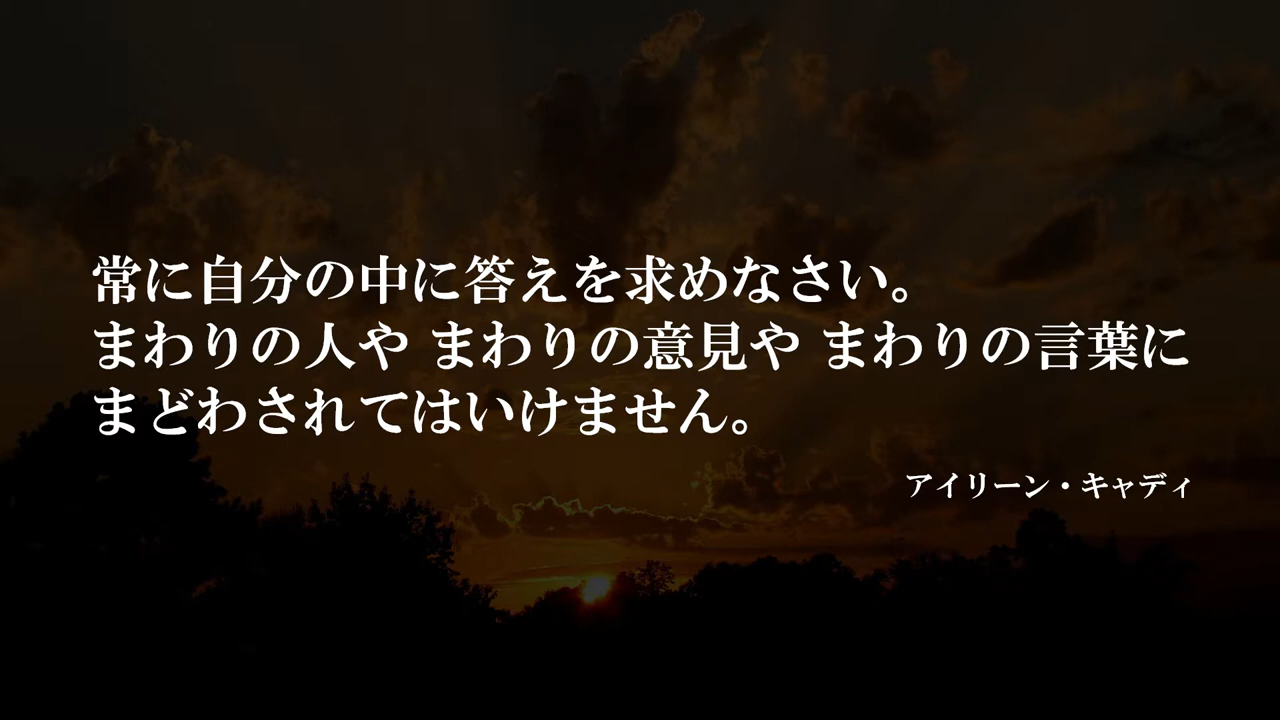 常に自分の中に答えを求めなさい。
まわりの人や まわりの意見や まわりの言葉に
まどわされてはいけません。
アイリーン・キャディ